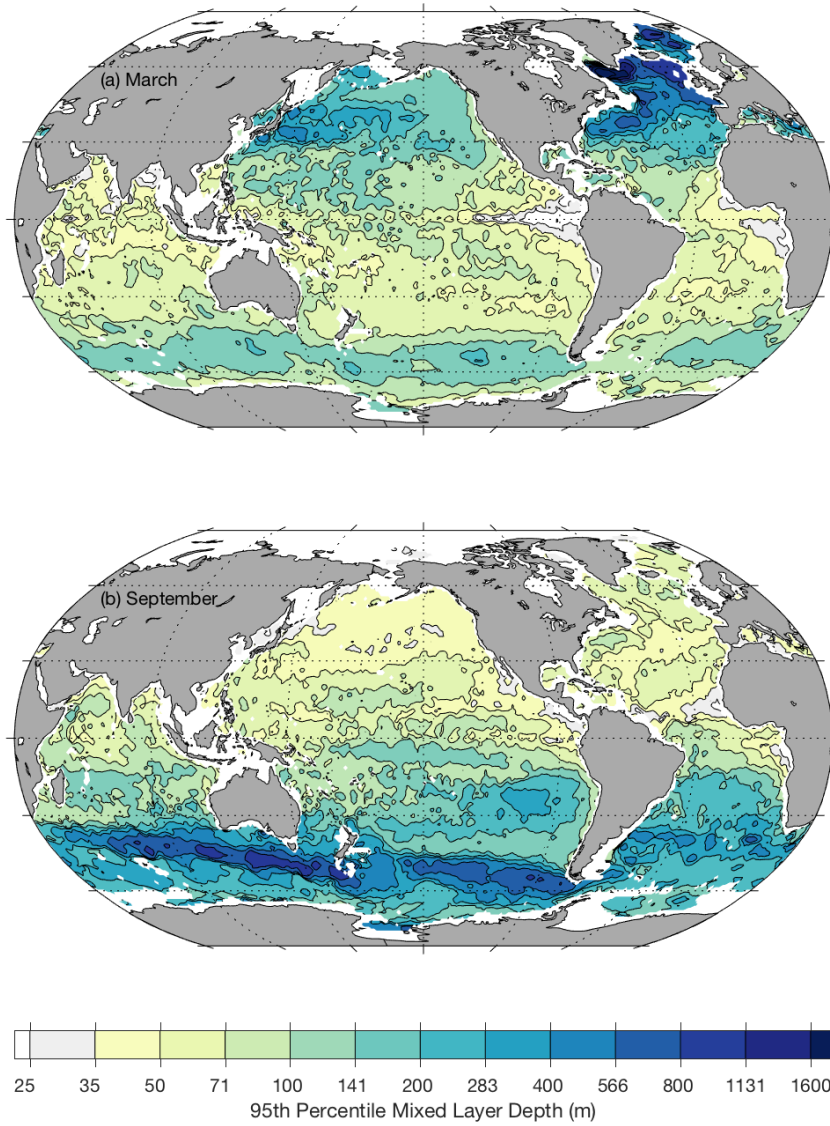 (a) March
(b) September
25 35 50 71 100 141 200 283 400 566 800 1131 1600
95th Percentile Mixed Layer Depth (m)